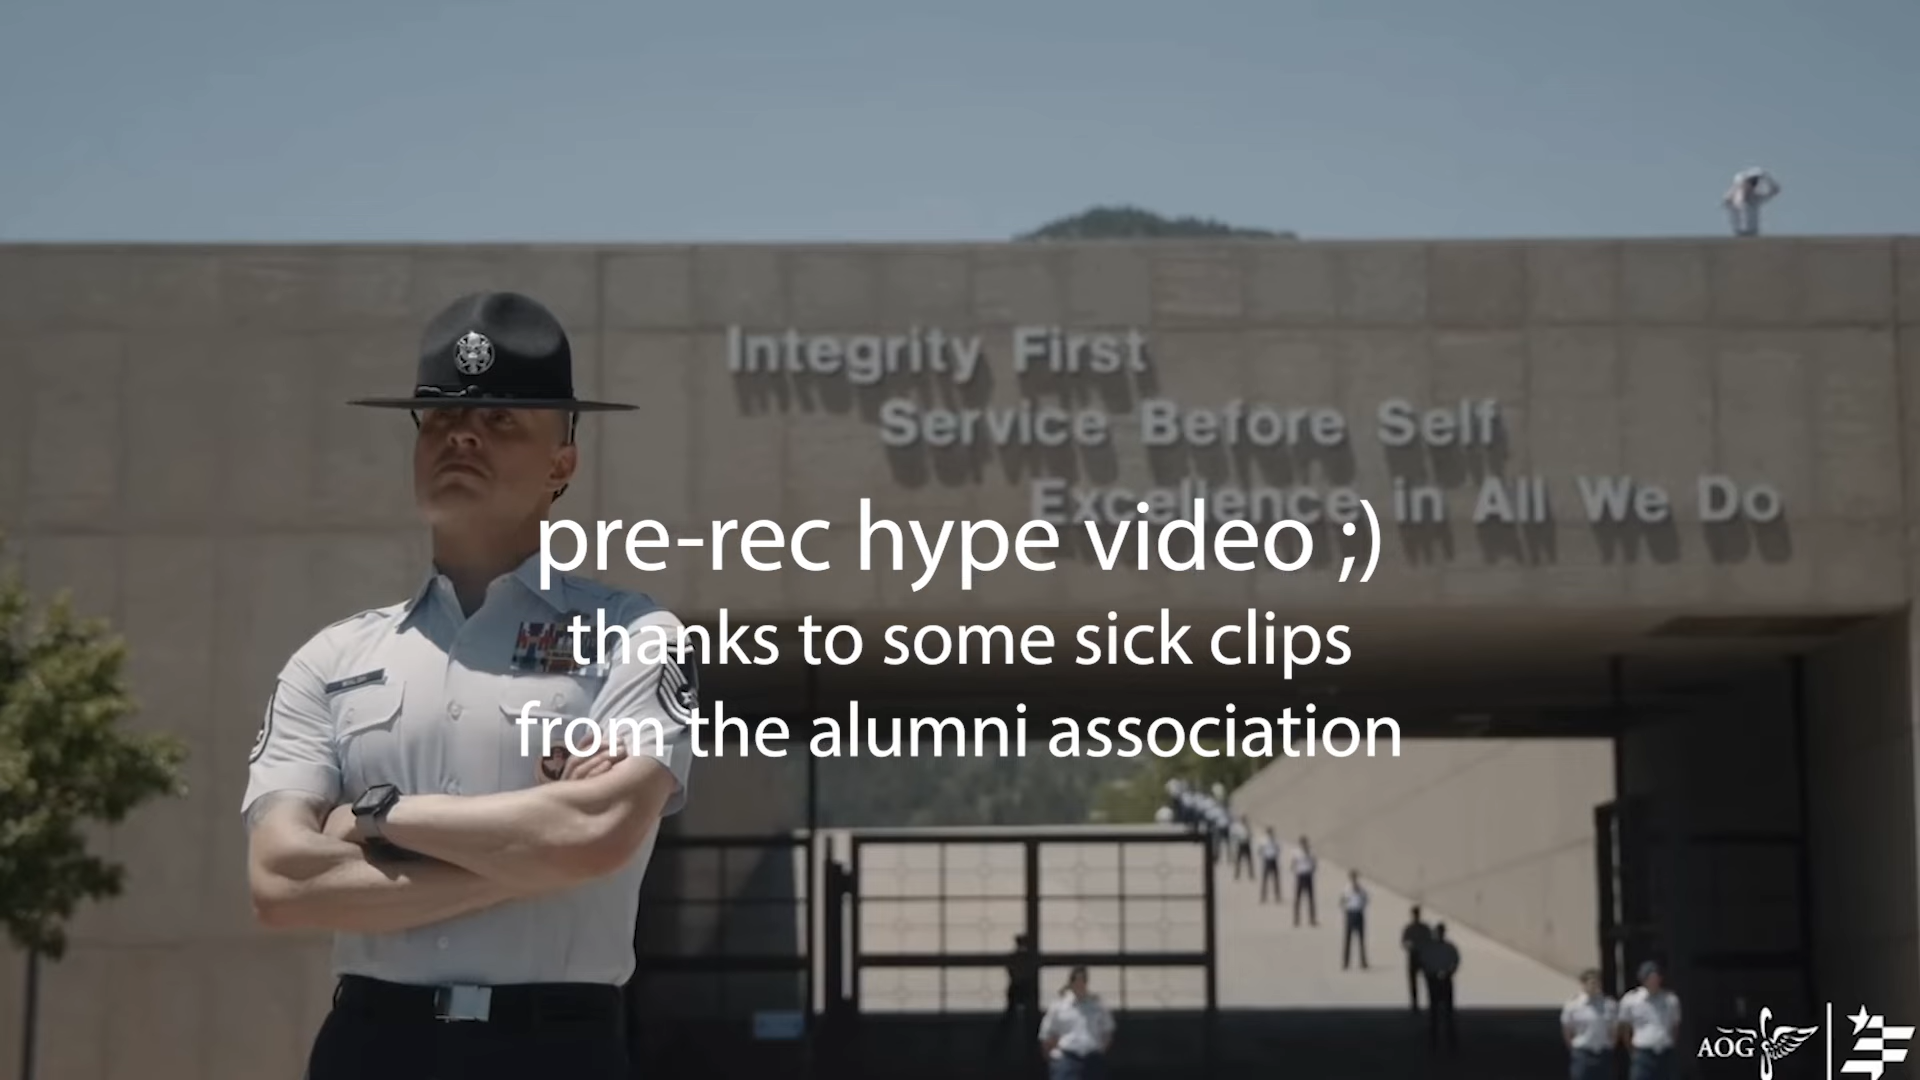 Integrity First
Service Before Self
Excellence in All We Do
pre-rec hype video ;)
thanks to some sick clips
from the alumni association
AOG